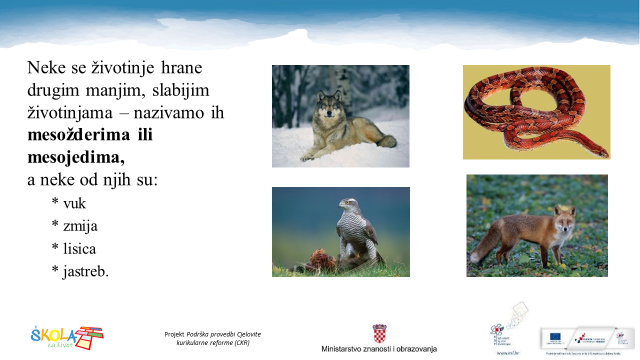 Neke se životinje hrane
drugim manjim, slabijim
životinjama – nazivamo ih
mesožderima ili
mesojedima,
a neke od njih su:
* vuk
* zmija
* lisica
* jastreb.
ŠKOLA
za život
Projekt Podrška provedbi Cjelovite
kurikularne reforme (CKR)
Ministarstvo znanosti i obrazovanja